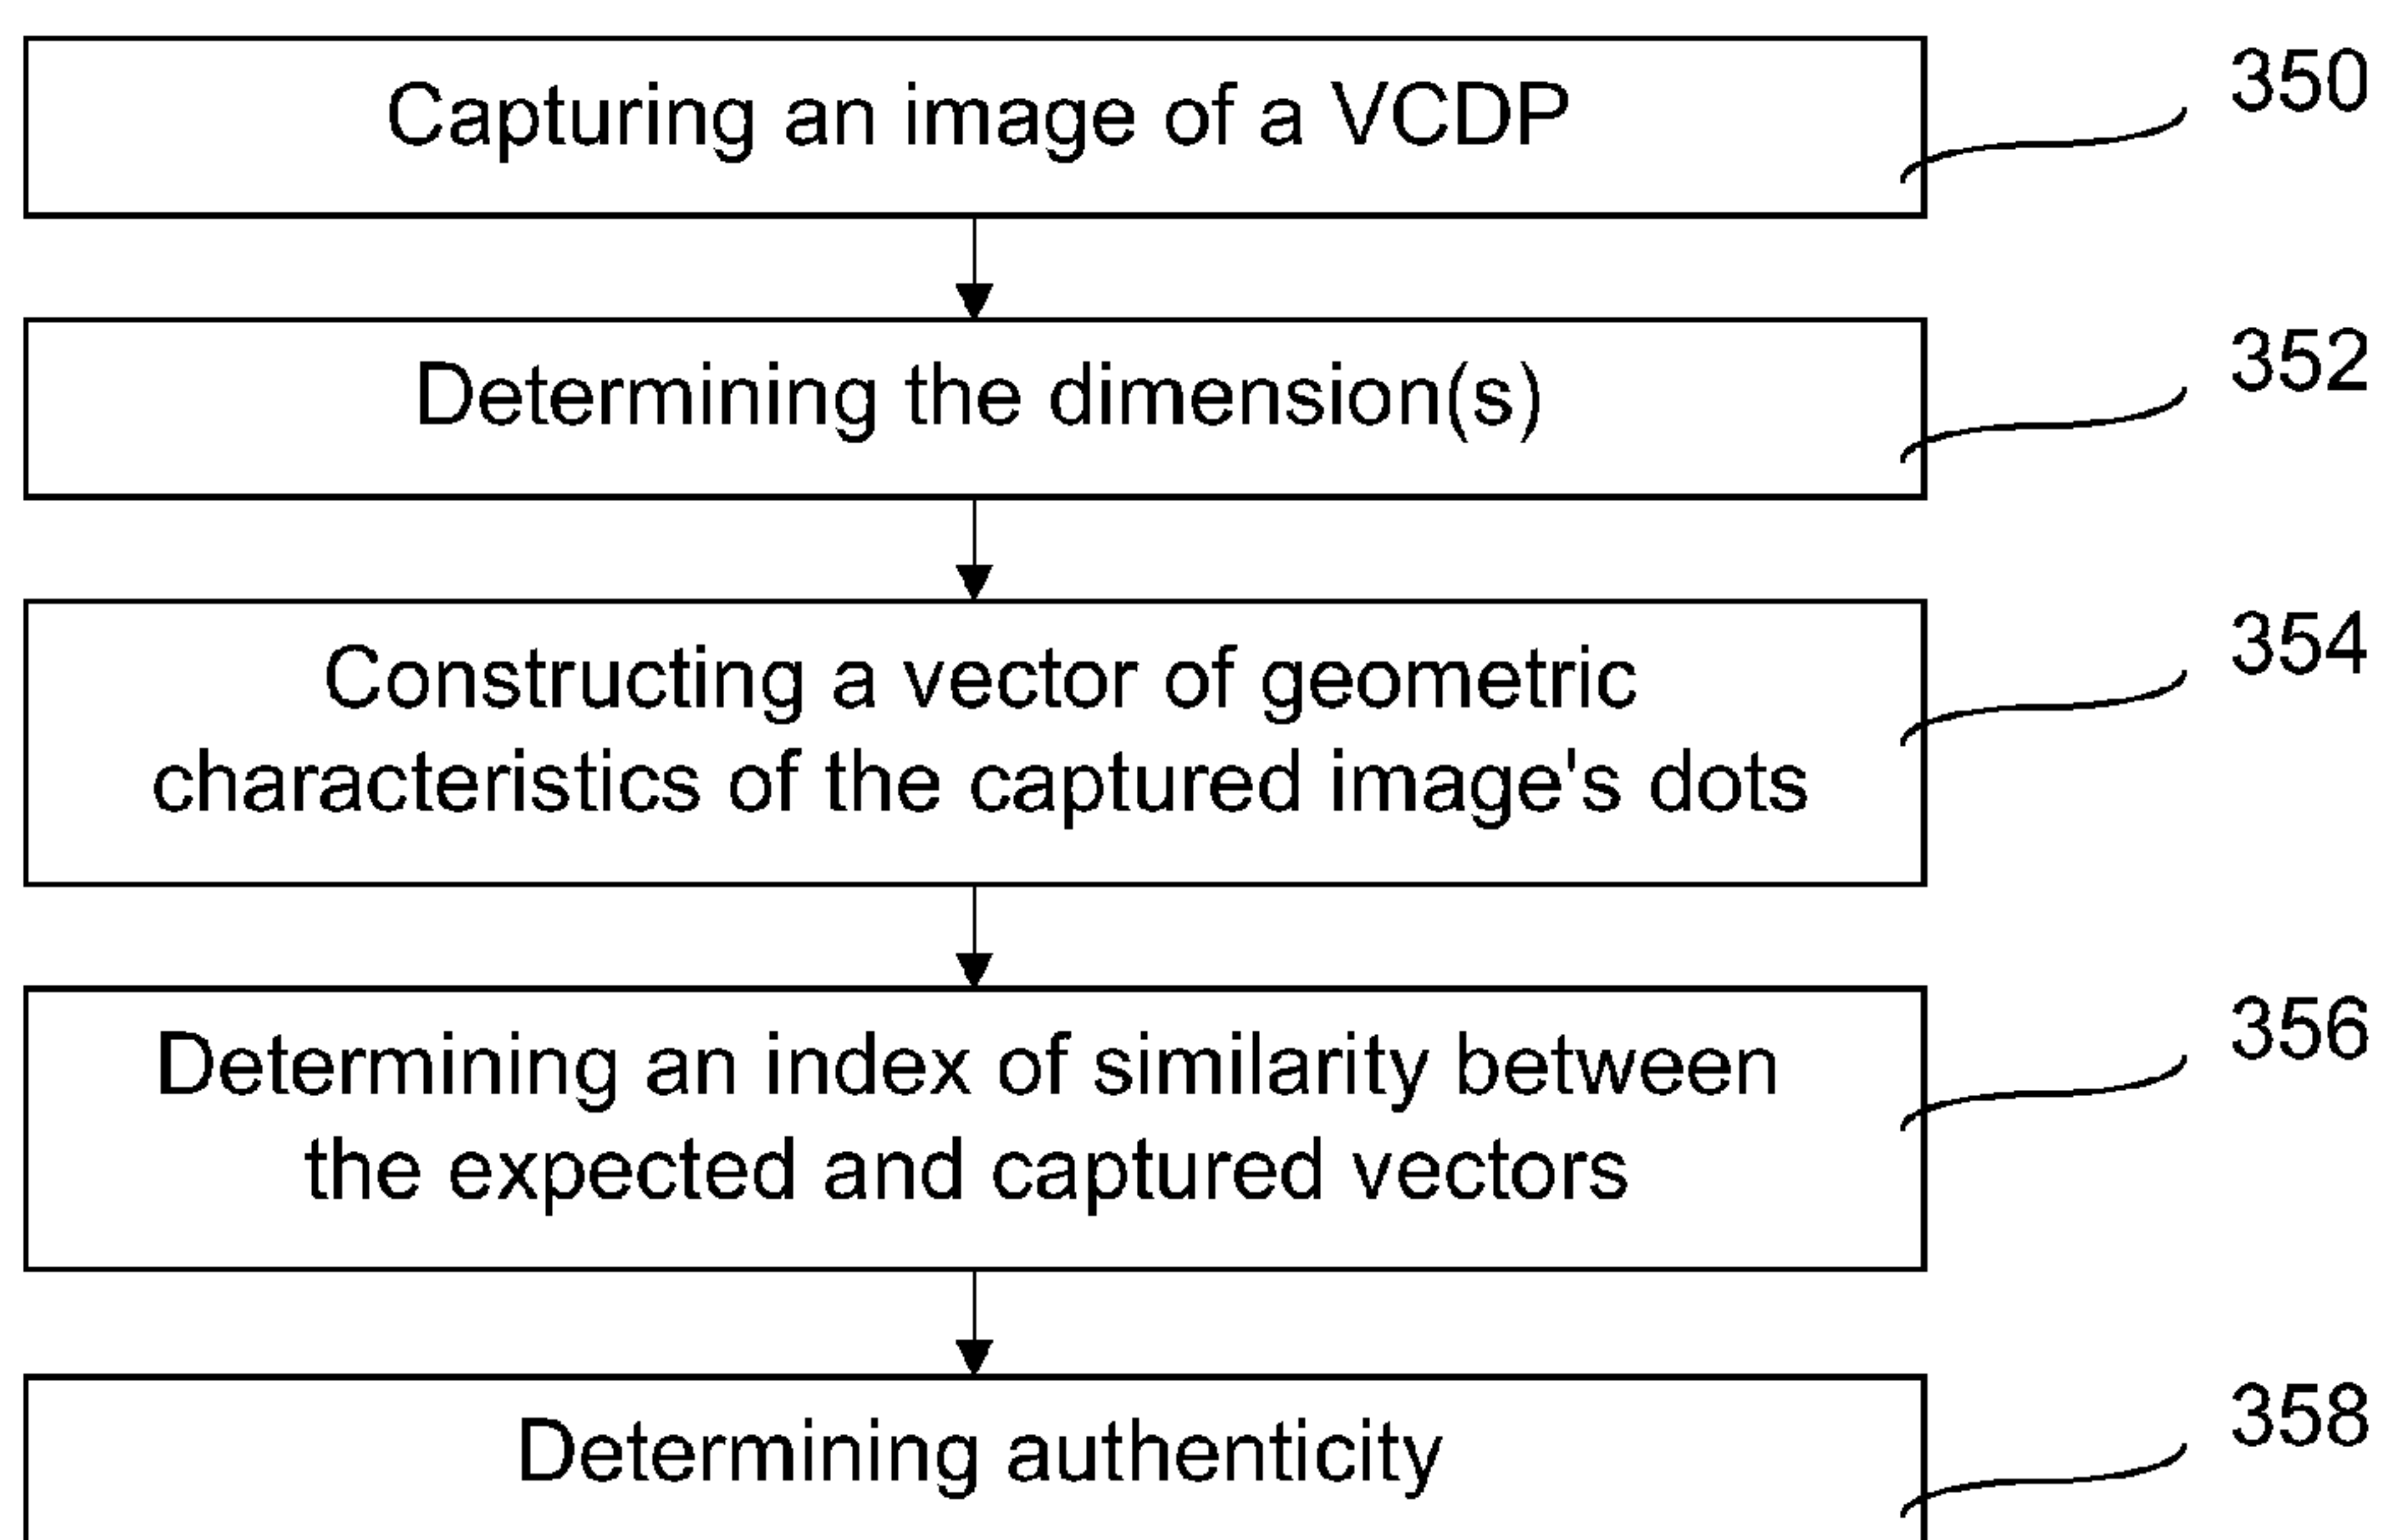 Capturing an image of a VCDP
350
Determining the dimension(s)
352
Constructing a vector of geometric
characteristics of the captured image's dots
354
Determining an index of similarity between
the expected and captured vectors
356
Determining authenticity
358